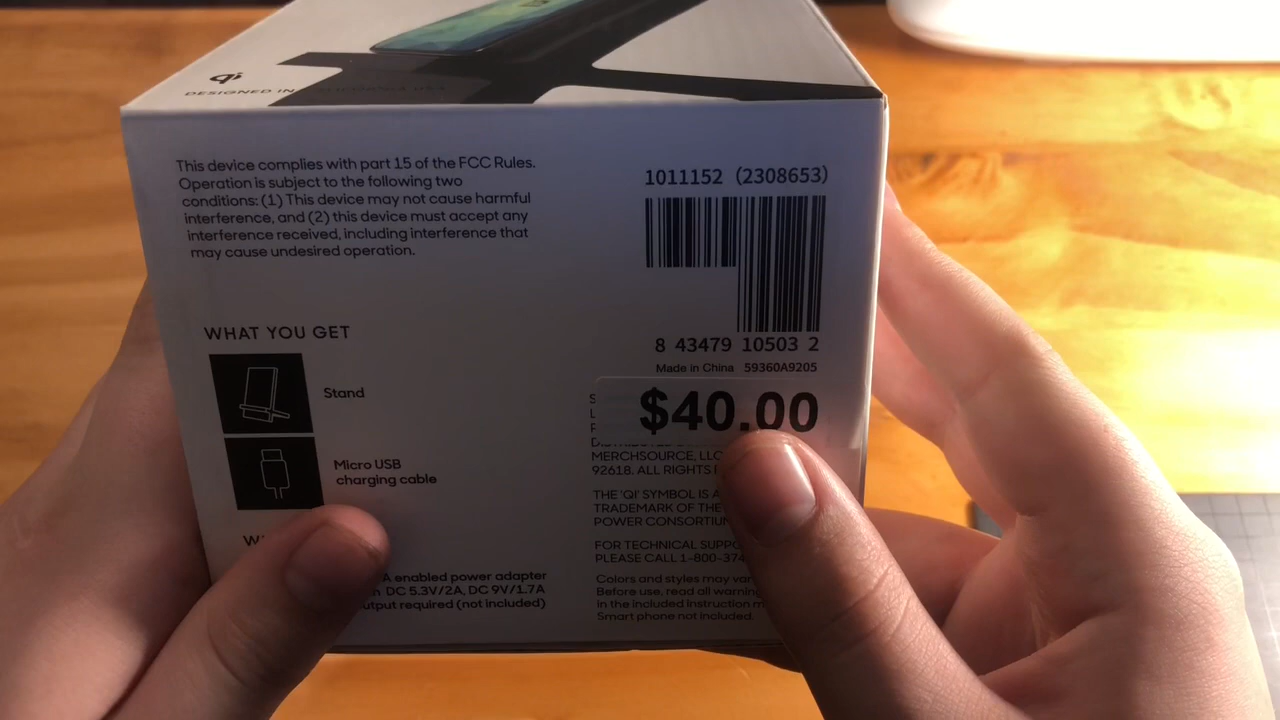 qi
DESIGNED IN
This device complies with part 15 of the FCC Rules.
Operation is subject to the following two
conditions: (1) This device may not cause harmful
interference, and (2) this device must accept any
interference received, including interference that
may cause undesired operation.
WHAT YOU GET
Stand
Micro USB
charging cable
enabled power adapter
DC 5.3V/2A, DC 9V/1.7A
required (not included)
1011152 (2308653)
8 43479 10503 2
Made in China 59360A9205
$40.00
MERCHSOURCE, LLC
92618. ALL RIGHTS
THE 'QI' SYMBOL IS A
TRADEMARK OF THE
POWER CONSORTIUM
FOR TECHNICAL
PLEASE CALL 1-800-374
Colors and styles may
Before use, read all
In the included instruction
Smart phone not included.